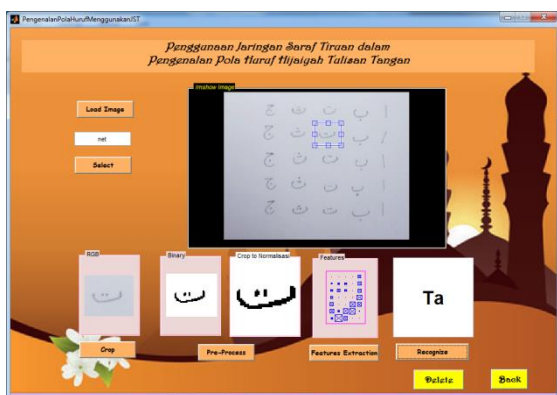 PengenalanPolaHurufMenggunakanJST
Penggunaan Jaringan Saraf Tiruan dalam
Pengenalan Pola Huruf Hijaiyah Tulisan Tangan
Load Image
net
Select
Imshow Image
ا ب ت ث ج
ا ب ت ث ج
ا ب ت ث ج
ا ب ت ث ج
ا ب ت ث ج
RGB
Binary
Crop to Normalisasi
Features
ت
ت
ت
Ta
Crop
Pre-Process
Features Extraction
Recognize
Delete
Back